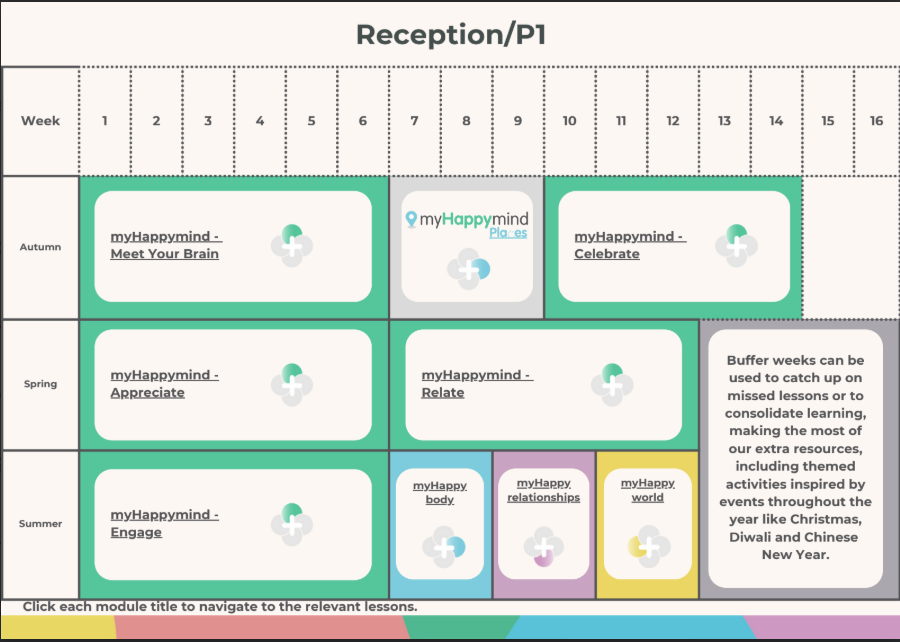 Reception/P1
Week 1 2 3 4 5 6 7 8 9 10 11 12 13 14 15 16
Autumn
myHappymind -
Meet Your Brain
myHappymind
Places
myHappymind -
Celebrate
Spring
myHappymind -
Appreciate
myHappymind -
Relate
Buffer weeks can be
used to catch up on
missed lessons or to
consolidate learning,
making the most of
our extra resources,
including themed
activities inspired by
events throughout the
year like Christmas,
Diwali and Chinese
New Year.
Summer
myHappymind -
Engage
myHappy
body
myHappy
relationships
myHappy
world
Click each module title to navigate to the relevant lessons.